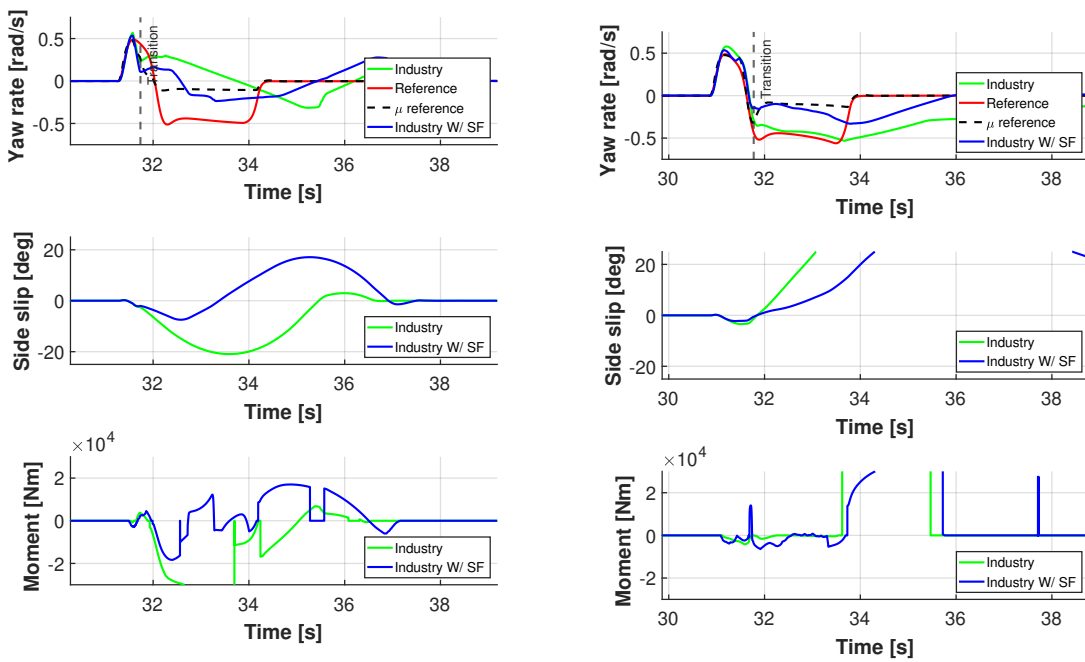 Yaw rate [rad/s]
0.5
0
-0.5
Transition
Industry
Reference
μ reference
Industry W/ SF
32 34 36 38
Time [s]
Yaw rate [rad/s]
0.5
0
-0.5
Transition
Industry
Reference
μ reference
Industry W/ SF
30 32 34 36 38
Time [s]
Side slip [deg]
20
0
-20
Industry
Industry W/ SF
32 34 36 38
Time [s]
Side slip [deg]
20
0
-20
Industry
Industry W/ SF
30 32 34 36 38
Time [s]
×10⁴
Moment [Nm]
2
0
-2
Industry
Industry W/ SF
32 34 36 38
Time [s]
×10⁴
Moment [Nm]
2
0
-2
Industry
Industry W/ SF
30 32 34 36 38
Time [s]